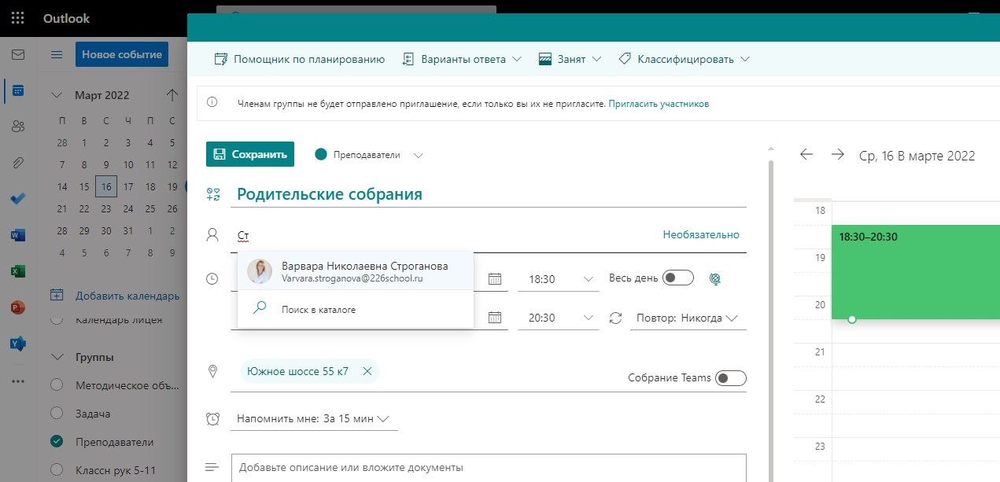 Outlook
Новое событие
Март 2022
П В С Ч П С
28 1 2 3 4 5
7 8 9 10 11 12
14 15 16 17 18 19
21 22 23 24 25 26
28 29 30 31 1 2
4 5 6 7 8 9
Добавить календарь
Календарь лицея
Группы
Методическое объ...
Задача
Преподаватели
Классн рук 5-11
Помощник по планированию Варианты ответа Занят Классифицировать
Членам группы не будет отправлено приглашение, если только вы их не пригласите. Пригласить участников
Сохранить Преподаватели
Родительские собрания
Ст Необязательно
Варвара Николаевна Строганова
Varvara.stroganova@226school.ru
Поиск в каталоге
18:30 Весь день
20:30 Повтор: Никогда
Южное шоссе 55 к7
Собрание Teams
Напомнить мне: За 15 мин
Добавьте описание или вложите документы
Ср, 16 В марте 2022
18
18:30–20:30
19
20
21
22
23